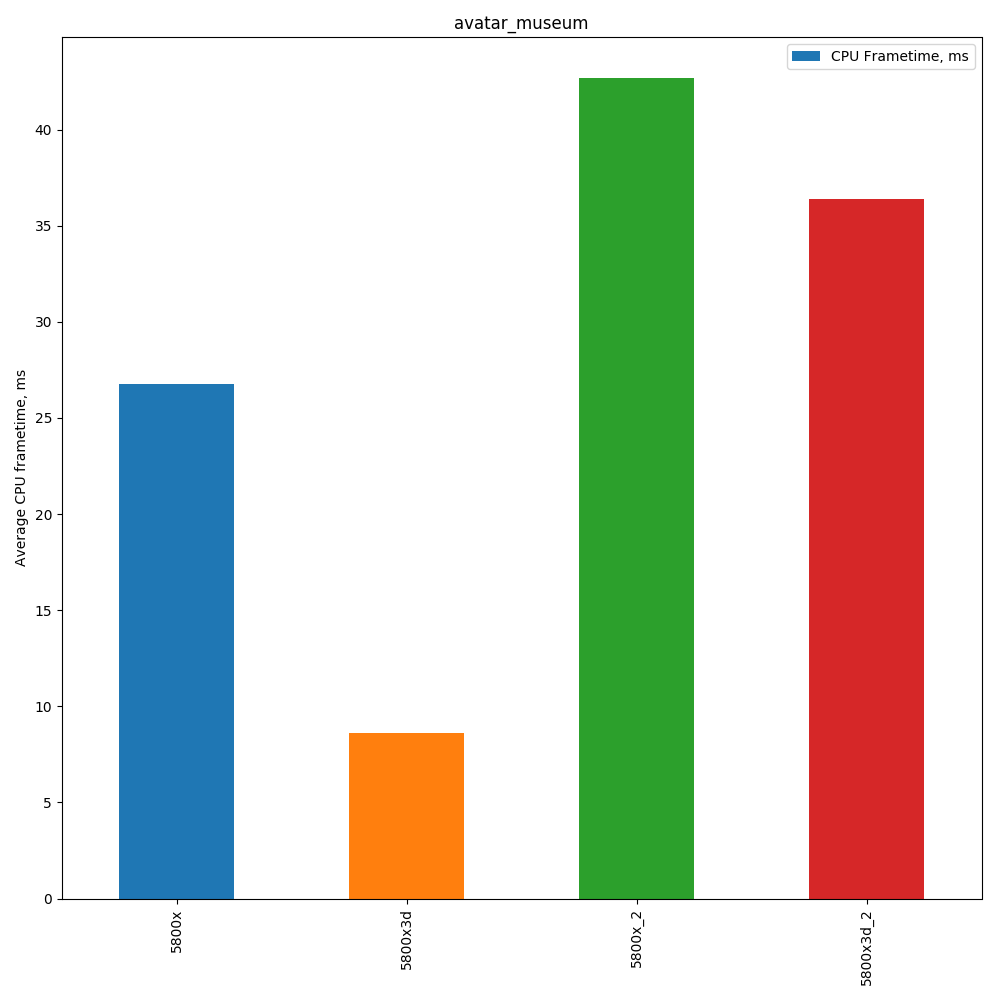 avatar_museum
CPU Frametime, ms
Average CPU frametime, ms
40
35
30
25
20
15
10
5
0
5800x
5800x3d
5800x_2
5800x3d_2